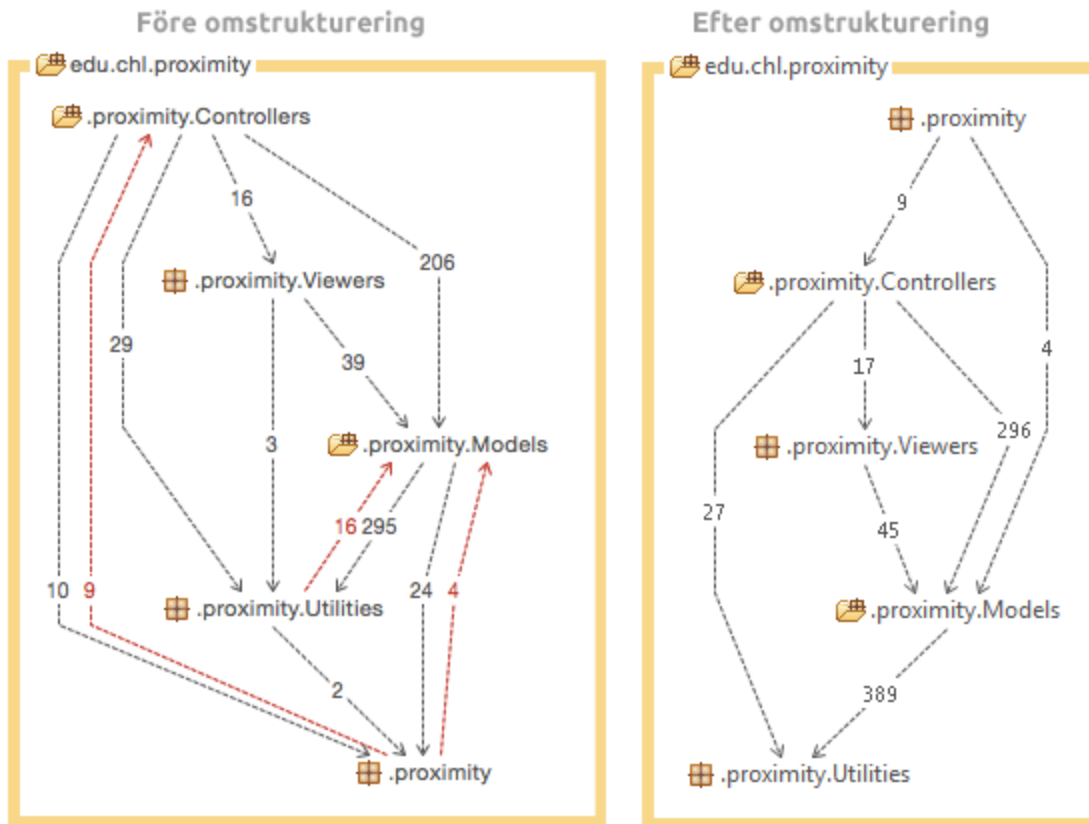 Före omstrukturering
edu.chl.proximity
.proximity.Controllers
16
206
.proximity.Viewers
29
39
3
.proximity.Models
16
295
10
9
24
4
.proximity.Utilities
2
.proximity
Efter omstrukturering
edu.chl.proximity
.proximity
9
.proximity.Controllers
4
17
296
.proximity.Viewers
27
45
.proximity.Models
389
.proximity.Utilities